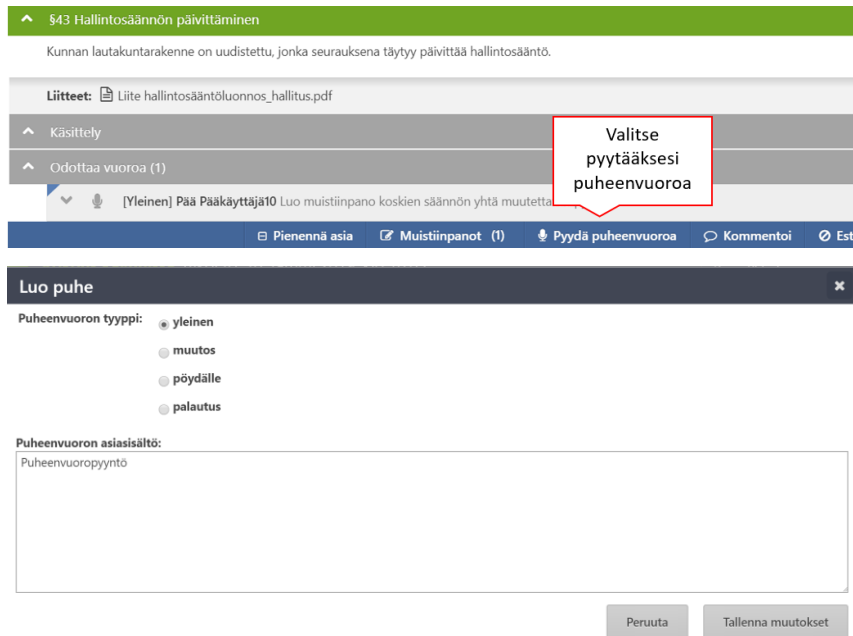 §43 Hallintosäännön päivittäminen
Kunnan lautakuntarakenne on uudistettu, jonka seurauksena täytyy päivittää hallintosääntö.
Liitteet: Liite hallintosääntöluonnos_hallitus.pdf
Käsittely
Odottaa vuoroa (1)
Valitse
pyytääksesi
puheenvuoroa
[Yleinen] Pää Pääkäyttäjä10 Luo muistiinpano koskien säännön yhtä
Pienennä asia Muistiinpanot (1) Pyydä puheenvuoroa Kommentoi
Luo puhe
Puheenvuoron tyyppi: yleinen
muutos
pöydälle
palautus
Puheenvuoron asiasisältö:
Puheenvuoropyyntö
Peruuta Tallenna muutokset